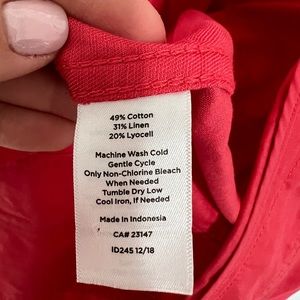 49% Cotton
31% Linen
20% Lyocell
Machine Wash Cold
Gentle Cycle
Only Non-Chlorine Bleach
When Needed
Tumble Dry Low
Cool Iron, If Needed
Made in Indonesia
CA# 23147
ID245 12/18